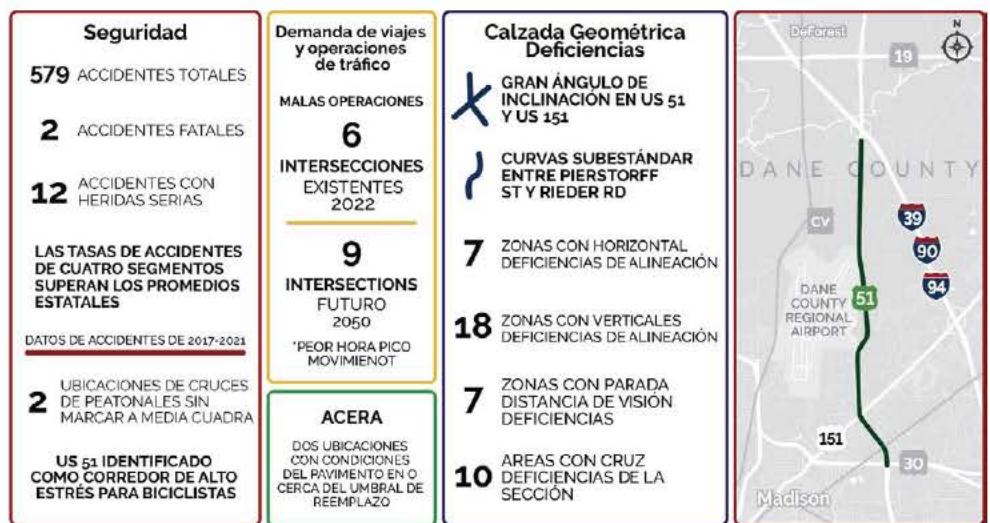 Seguridad
579 ACCIDENTES TOTALES
2 ACCIDENTES FATALES
12 ACCIDENTES CON
HERIDAS SERIAS
LAS TASAS DE ACCIDENTES
DE CUATRO SEGMENTOS
SUPERAN LOS PROMEDIOS
ESTATALES
DATOS DE ACCIDENTES DE 2017-2021
2 UBICACIONES DE CRUCES
DE PEATONALES SIN
MARCAR A MEDIA CUADRA
US 51 IDENTIFICADO
COMO CORREDOR DE ALTO
ESTRÉS PARA BICICLISTAS
Demanda de viajes
y operaciones
de tráfico
MALAS OPERACIONES
6
INTERSECCIONES
EXISTENTES
2022
9
INTERSECTIONS
FUTURO
2050
*PEOR HORA PICO
MOVIMIENOT
ACERA
DOS UBICACIONES
CON CONDICIONES
DEL PAVIMENTO EN O
CERCA DEL UMBRAL DE
REEMPLAZO
Calzada Geométrica
Deficiencias
GRAN ÁNGULO DE
INCLINACIÓN EN US 51
Y US 151
CURVAS SUBESTÁNDAR
ENTRE PIERSTORFF
ST Y RIEDER RD
7 ZONAS CON HORIZONTAL
DEFICIENCIAS DE ALINEACIÓN
18 ZONAS CON VERTICALES
DEFICIENCIAS DE ALINEACIÓN
7 ZONAS CON PARADA
DISTANCIA DE VISIÓN
DEFICIENCIAS
10 AREAS CON CRUZ
DEFICIENCIAS DE LA
SECCIÓN
N
DeForest
19
DANE COUNTY
CV
39
90
94
51
DANE
COUNTY
REGIONAL
AIRPORT
151
30
Madison